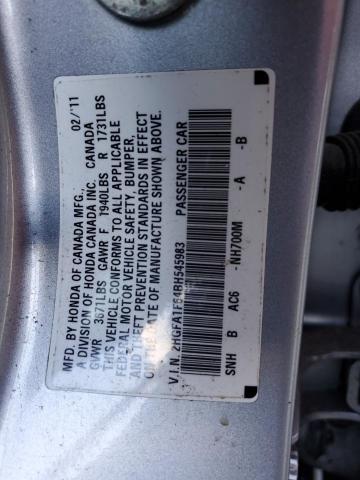 MFD. BY HONDA OF CANADA MFG., 02/'11
A DIVISION OF HONDA CANADA INC. CANADA
GVWR 3671LBS GAWR F 1940LBS R 1731LBS
THIS VEHICLE CONFORMS TO ALL APPLICABLE
FEDERAL MOTOR VEHICLE SAFETY, BUMPER,
AND THEFT PREVENTION STANDARDS IN EFFECT
ON THE DATE OF MANUFACTURE SHOWN ABOVE.
V.I.N. PASSENGER CAR
SNH B AC6 -NH700M -A -B